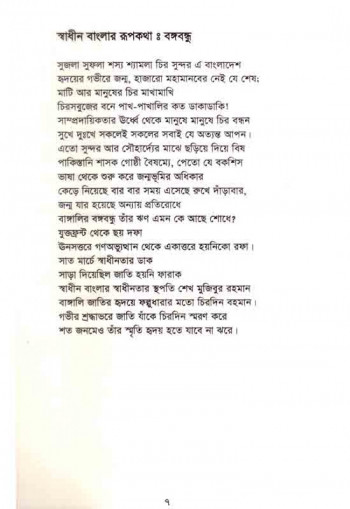 স্বাধীন বাংলার রূপকথা : বঙ্গবন্ধু
সুজলা সুফলা শস্য শ্যামলা চির সুন্দর এ বাংলাদেশ
হৃদয়ের গভীরে জন্ম, হাজারো মহামানবের নেই যে শেষ;
মাটি আর মানুষের চির মাখামাখি
চিরসবুজের বনে পাখ-পাখালির কত ডাকাডাকি!
সাম্প্রদায়িকতার ঊর্ধ্বে থেকে মানুষে মানুষে চির বন্ধন
সুখে দুঃখে সকলেই সকলের সবাই যে অত্যন্ত আপন।
এতো সুন্দর আর সৌহার্দ্যের মাঝে ছড়িয়ে দিয়ে বিষ
পাকিস্তানি শাসক গোষ্ঠী বৈষম্যে, পেতো যে বকশিস
ভাষা থেকে শুরু করে জন্মভূমির অধিকার
কেড়ে নিয়েছে বার বার সময় এসেছে রুখে দাঁড়াবার,
জন্ম যার হয়েছে অন্যায় প্রতিরোধে
বাঙ্গালির বঙ্গবন্ধু তাঁর ঋণ এমন কে আছে শোধে?
যুক্তফ্রন্ট থেকে ছয় দফা
ঊনসত্তরে গণঅভ্যুত্থান থেকে একাত্তরে হয়নিকো রফা।
সাত মার্চে স্বাধীনতার ডাক
সাড়া দিয়েছিল জাতি হয়নি ফারাক
স্বাধীন বাংলার স্বাধীনতার স্থপতি শেখ মুজিবুর রহমান
বাঙ্গালি জাতির হৃদয়ে ফল্গুধারার মতো চিরদিন বহমান।
গভীর শ্রদ্ধাভরে জাতি যাঁকে চিরদিন স্মরণ করে
শত জনমেও তাঁর স্মৃতি হৃদয় হতে যাবে না ঝরে।
৭